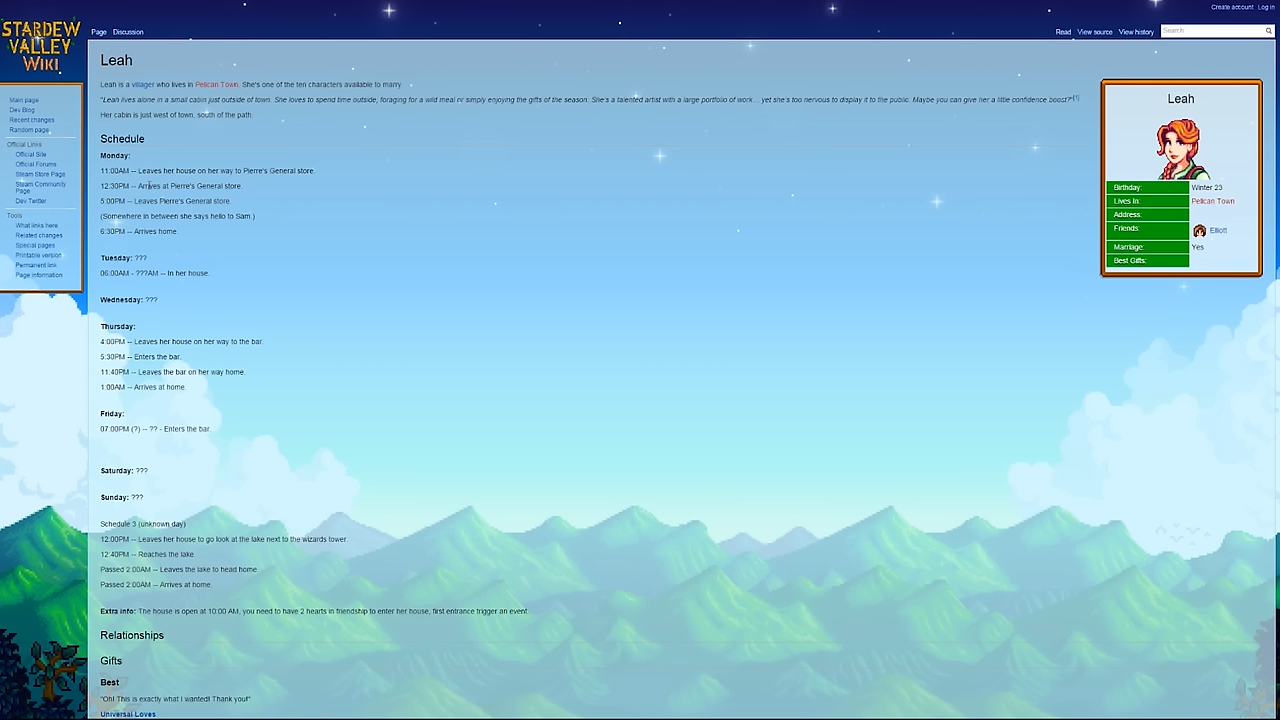 STARDEW
VALLEY
WIKI
Create account Log in
Page Discussion
Read View source View history Search
Main page
Dev Blog
Recent changes
Random page
Official Links
Official Site
Official Forums
Steam Store Page
Steam Community
Page
Dev Twitter
Tools
What links here
Related changes
Special pages
Printable version
Permanent link
Page information
Leah
Leah is a villager who lives in Pelican Town. She's one of the ten characters available to marry.
"Leah lives alone in a small cabin just outside of town. She loves to spend time outside, foraging for a wild meal or simply enjoying the gifts of the season. She's a talented artist with a large portfolio of work... yet she's too nervous to display it to the public. Maybe you can give her a little confidence boost?"[1]
Her cabin is just west of town, south of the path.
Schedule
Monday:
11:00AM -- Leaves her house on her way to Pierre's General store.
12:30PM -- Arrives at Pierre's General store.
5:00PM -- Leaves Pierre's General store.
(Somewhere in between she says hello to Sam.)
6:30PM -- Arrives home.
Tuesday: ???
06:00AM - ???AM -- In her house.
Wednesday: ???
Thursday:
4:00PM -- Leaves her house on her way to the bar.
5:30PM -- Enters the bar.
11:40PM -- Leaves the bar on her way home.
1:00AM -- Arrives at home.
Friday:
07:00PM (?) -- ?? - Enters the bar.
Saturday: ???
Sunday: ???
Schedule 3 (unknown day)
12:00PM -- Leaves her house to go look at the lake next to the wizards tower.
12:40PM -- Reaches the lake.
Passed 2:00AM -- Leaves the lake to head home.
Passed 2:00AM -- Arrives at home.
Extra info: The house is open at 10:00 AM, you need to have 2 hearts in friendship to enter her house, first entrance trigger an event
Relationships
Gifts
Best
"Oh! This is exactly what I wanted! Thank you!"
Universal Loves
Leah
Birthday: Winter 23
Lives In: Pelican Town
Address:
Friends: Elliott
Marriage: Yes
Best Gifts: